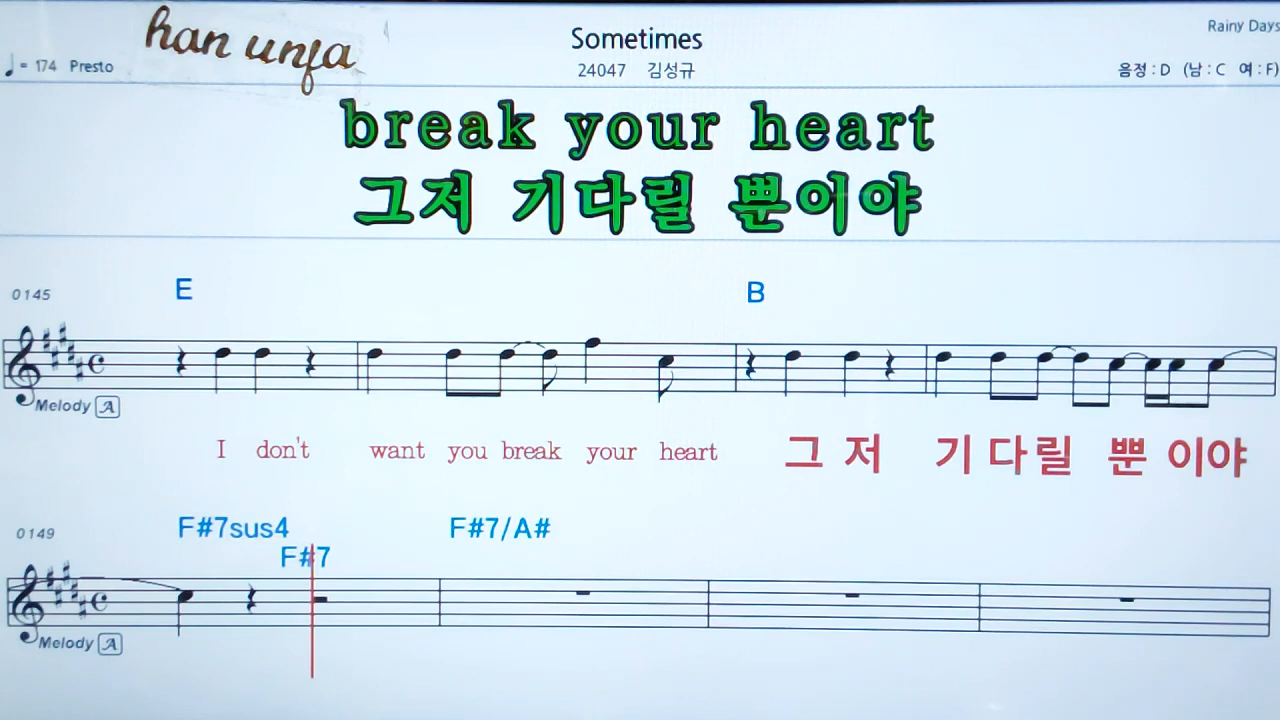 han unfa
Sometimes
Rainy Days
♩= 174 Presto
24047 김성규
음정 : D (남 : C 여 : F)
break your heart
그저 기다릴 뿐이야
0145
E B
Melody A
I don't want you break your heart 그 저 기 다 릴 뿐 이야
0149
F#7sus4 F#7/A#
F#7
Melody A